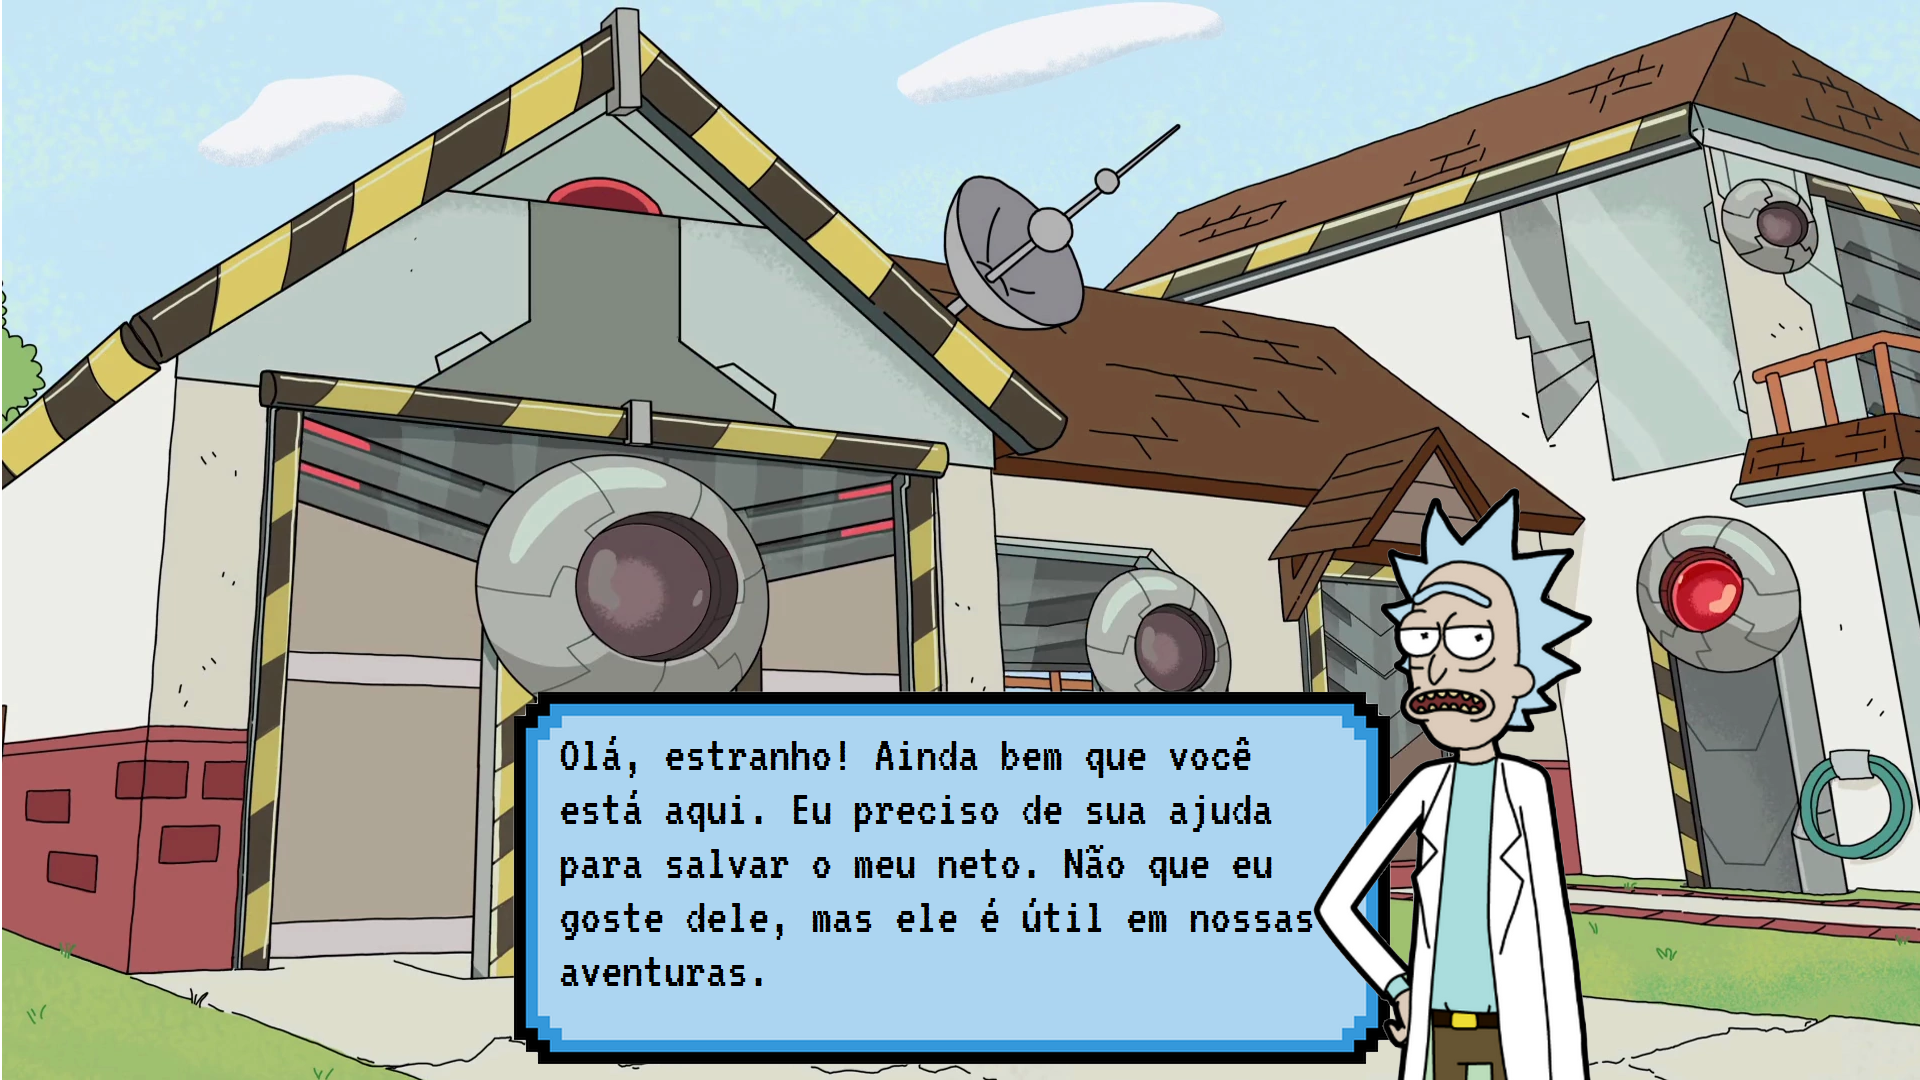 Olá, estranho! Ainda bem que você
está aqui. Eu preciso de sua ajuda
para salvar o meu neto. Não que eu
goste dele, mas ele é útil em nossas
aventuras.